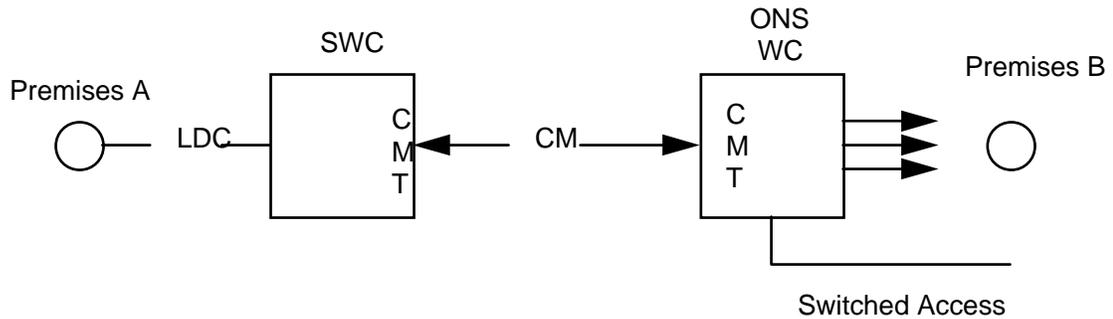 SWC
ONS
WC
Premises A
Premises B
LDC
C
M
T
CM
C
M
T
Switched Access